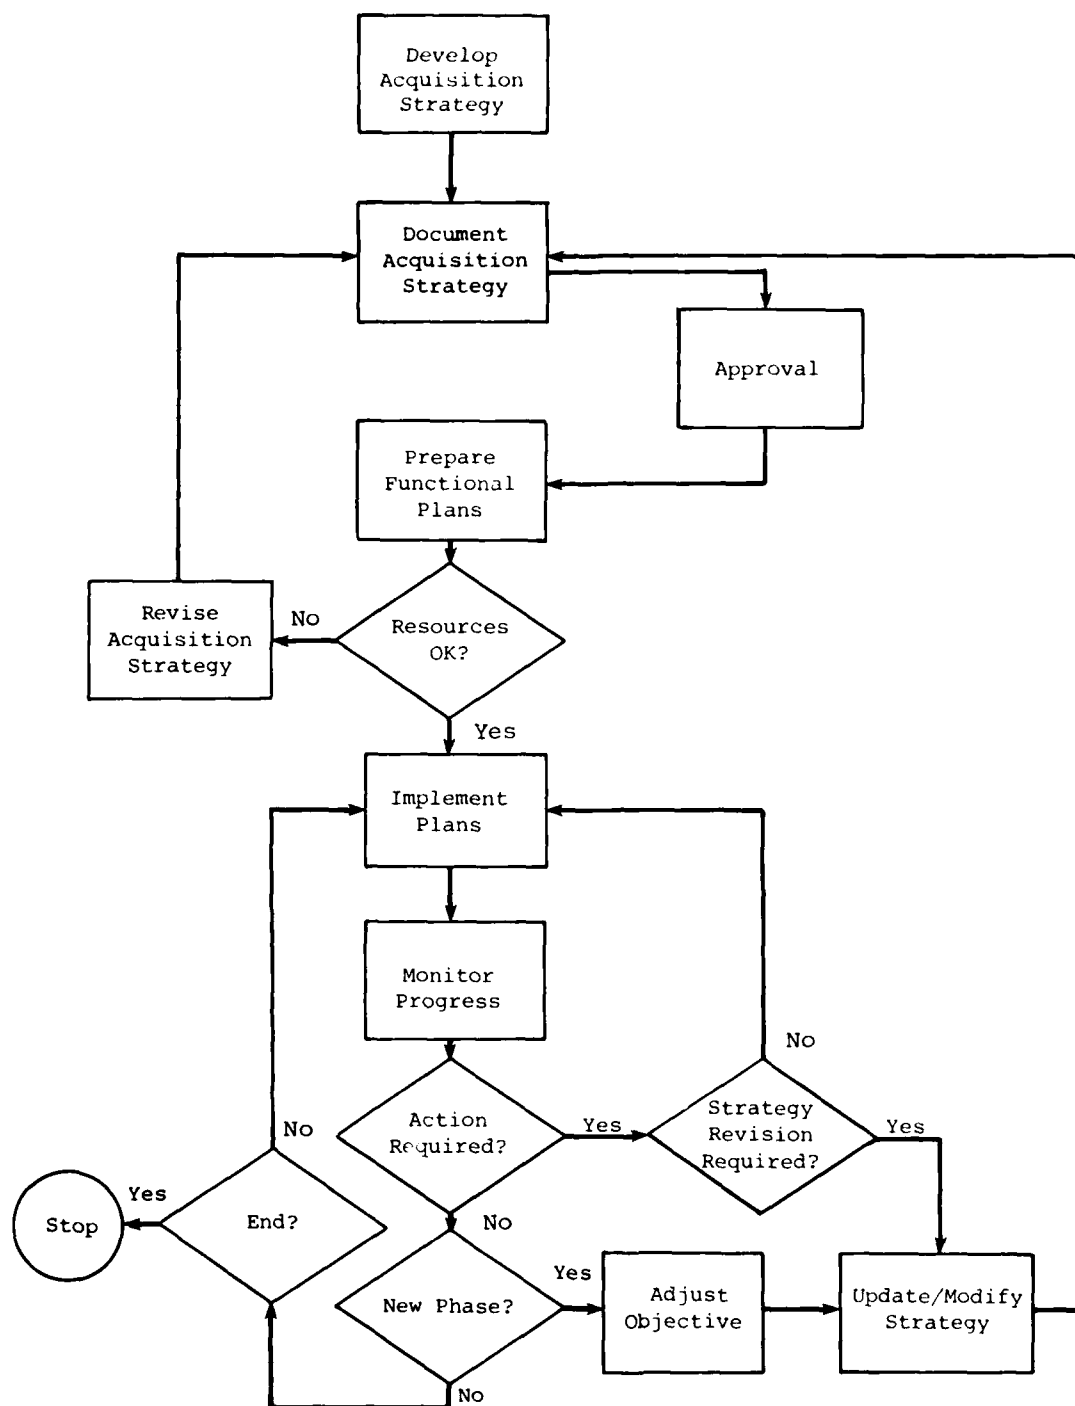 Develop
Acquisition
Strategy
Document
Acquisition
Strategy
Approval
Prepare
Functional
Plans
Revise
Acquisition
Strategy
No
Resources
OK?
Yes
Implement
Plans
Monitor
Progress
No
Action
Required?
Yes
Strategy
Revision
Required?
Yes
No
Stop
Yes
End?
No
New Phase?
Yes
Adjust
Objective
Update/Modify
Strategy
No